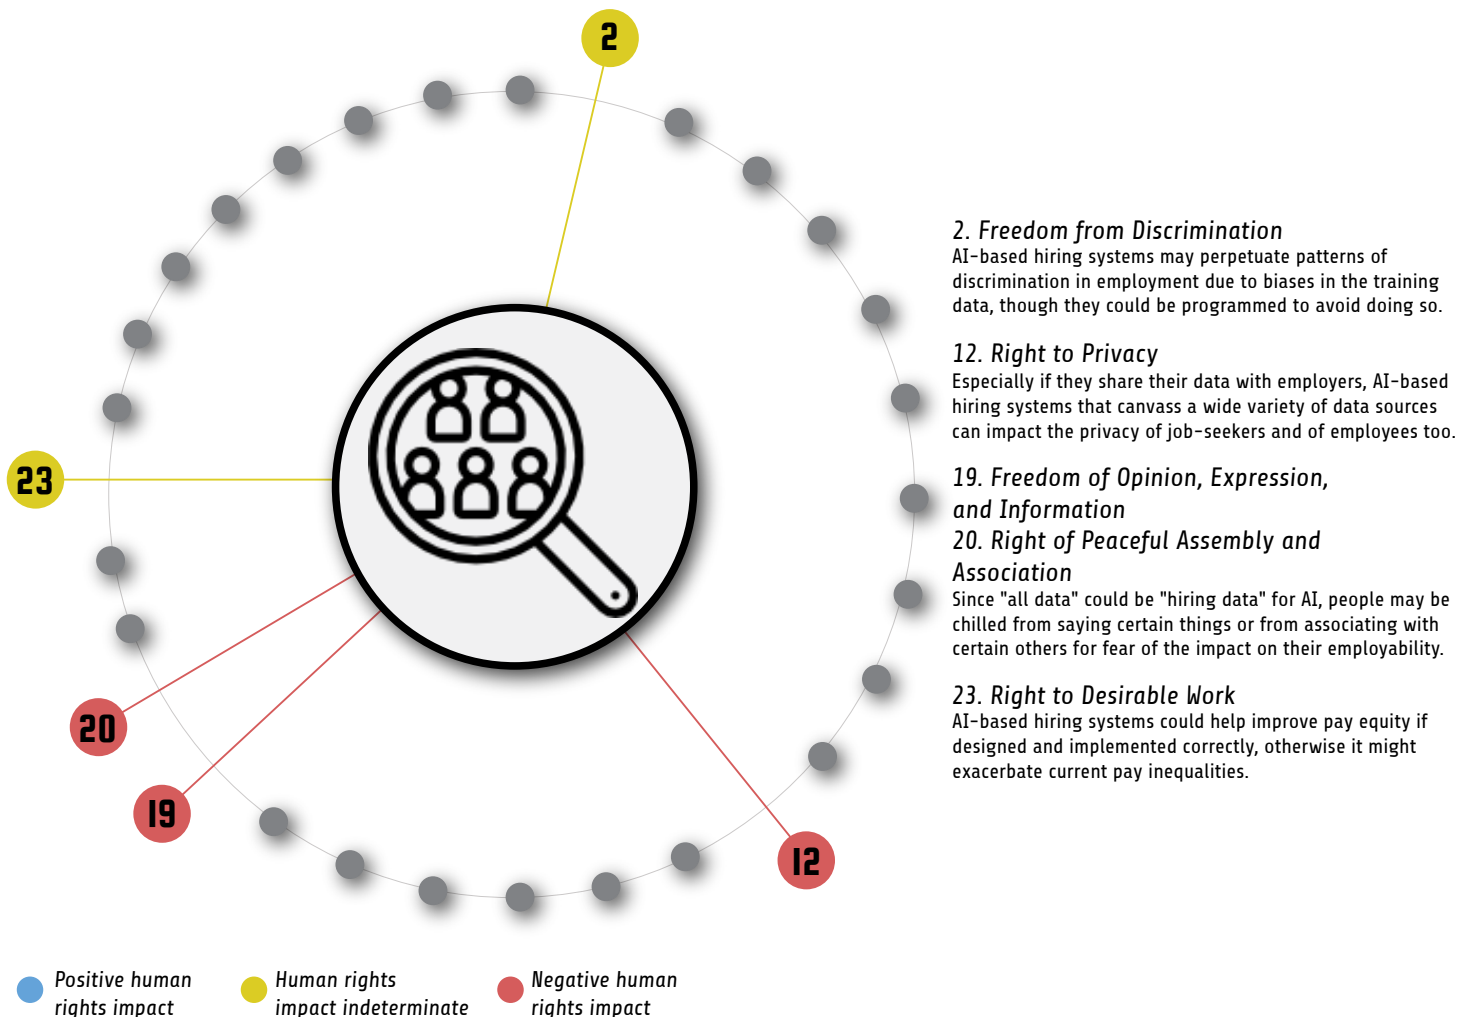 2
23
20
19
12
2. Freedom from Discrimination
AI-based hiring systems may perpetuate patterns of
discrimination in employment due to biases in the training
data, though they could be programmed to avoid doing so.
12. Right to Privacy
Especially if they share their data with employers, AI-based
hiring systems that canvass a wide variety of data sources
can impact the privacy of job-seekers and of employees too.
19. Freedom of Opinion, Expression,
and Information
20. Right of Peaceful Assembly and
Association
Since "all data" could be "hiring data" for AI, people may be
chilled from saying certain things or from associating with
certain others for fear of the impact on their employability.
23. Right to Desirable Work
AI-based hiring systems could help improve pay equity if
designed and implemented correctly, otherwise it might
exacerbate current pay inequalities.
Positive human
rights impact
Human rights
impact indeterminate
Negative human
rights impact